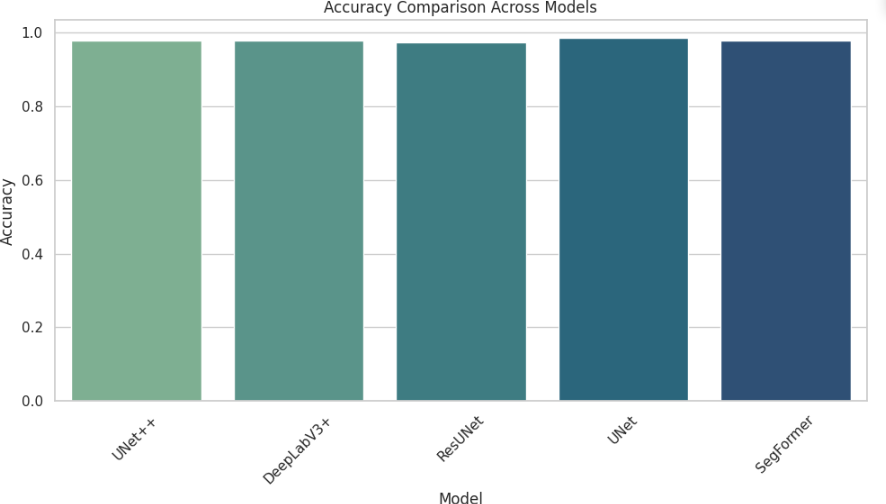 Accuracy Comparison Across Models
1.0
0.8
0.6
0.4
0.2
0.0
Accuracy
UNet++
DeepLabV3+
ResUNet
UNet
SegFormer
Model